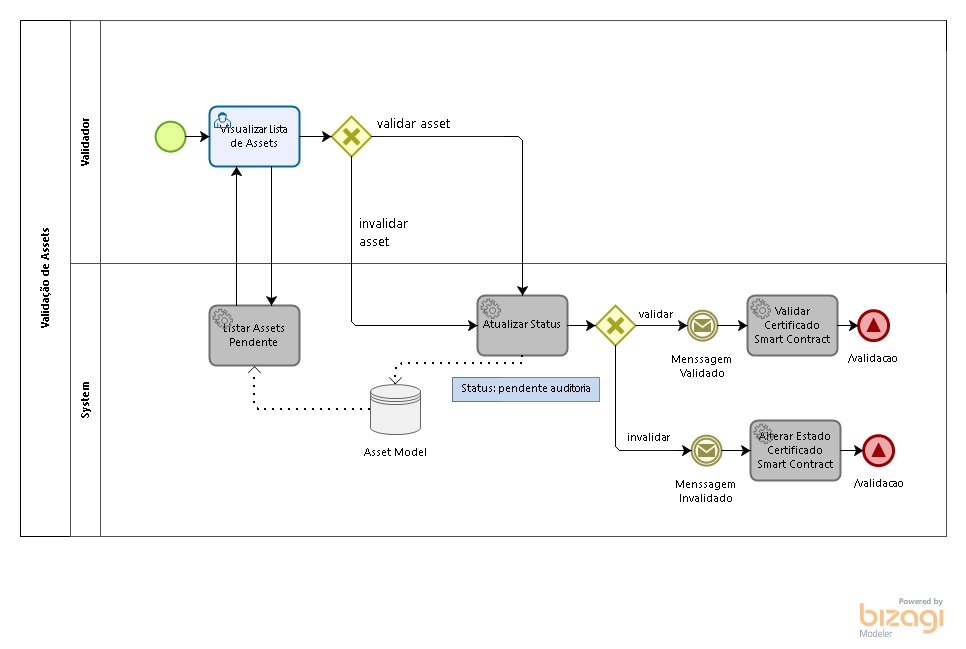 Validação de Assets
Validador
System
Visualizar Lista
de Assets
validar asset
invalidar
asset
Listar Assets
Pendente
Atualizar Status
Status: pendente auditoria
Asset Model
validar
Menssagem
Validado
Validar
Certificado
Smart Contract
/validacao
invalidar
Menssagem
Invalidado
Alterar Estado
Certificado
Smart Contract
/validacao
Powered by
bizagi
Modeler